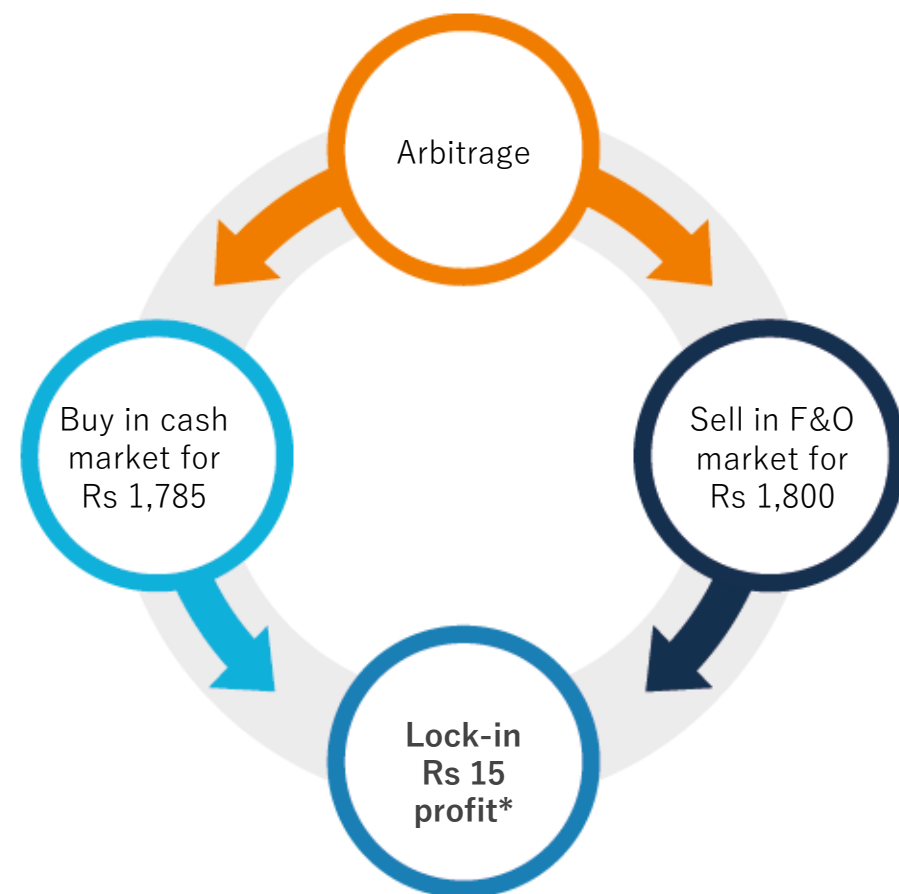 Arbitrage
Buy in cash
market for
Rs 1,785
Sell in F&O
market for
Rs 1,800
Lock-in
Rs 15
profit*